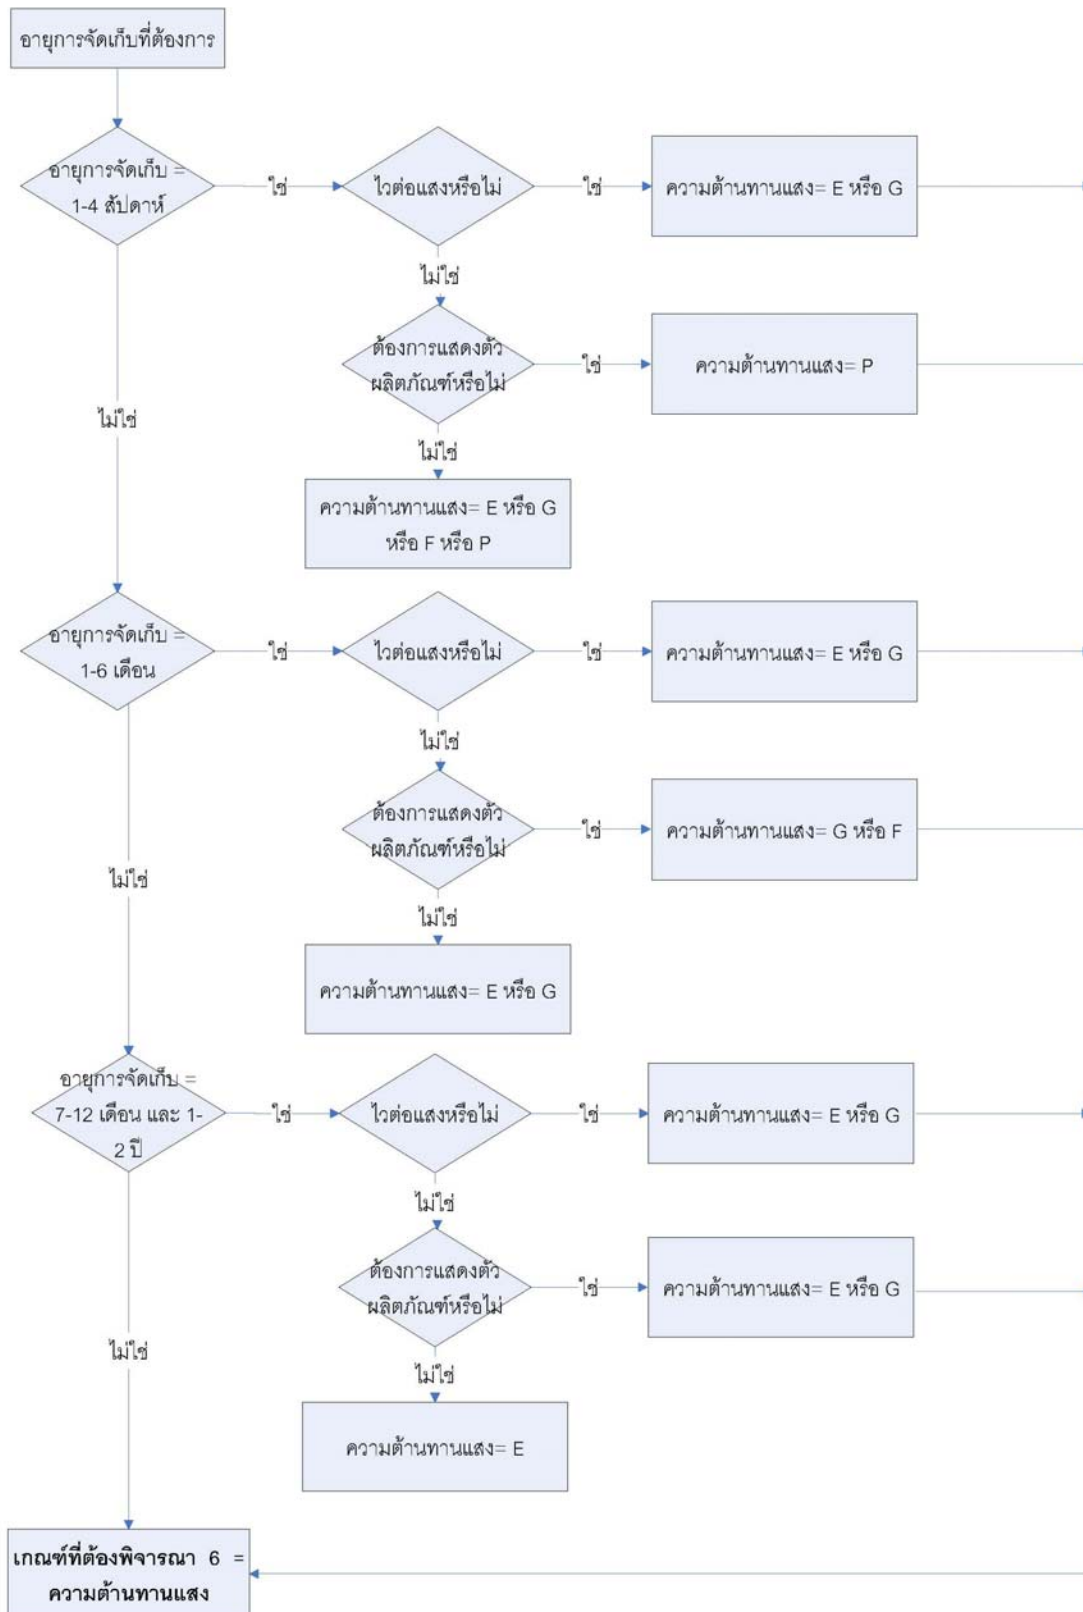 อายุการจัดเก็บที่ต้องการ
อายุการจัดเก็บ =
1-4 สัปดาห์
ใช่
ไวต่อแสงหรือไม่
ใช่
ความต้านทานแสง= E หรือ G
ไม่ใช่
ต้องการแสดงตัว
ผลิตภัณฑ์หรือไม่
ใช่
ความต้านทานแสง= P
ไม่ใช่
ไม่ใช่
ความต้านทานแสง= E หรือ G
หรือ F หรือ P
อายุการจัดเก็บ =
1-6 เดือน
ใช่
ไวต่อแสงหรือไม่
ใช่
ความต้านทานแสง= E หรือ G
ไม่ใช่
ต้องการแสดงตัว
ผลิตภัณฑ์หรือไม่
ใช่
ความต้านทานแสง= G หรือ F
ไม่ใช่
ไม่ใช่
ความต้านทานแสง= E หรือ G
อายุการจัดเก็บ =
7-12 เดือน และ 1-
2 ปี
ใช่
ไวต่อแสงหรือไม่
ใช่
ความต้านทานแสง= E หรือ G
ไม่ใช่
ต้องการแสดงตัว
ผลิตภัณฑ์หรือไม่
ใช่
ความต้านทานแสง= E หรือ G
ไม่ใช่
ไม่ใช่
ความต้านทานแสง= E
เกณฑ์ที่ต้องพิจารณา 6 =
ความต้านทานแสง